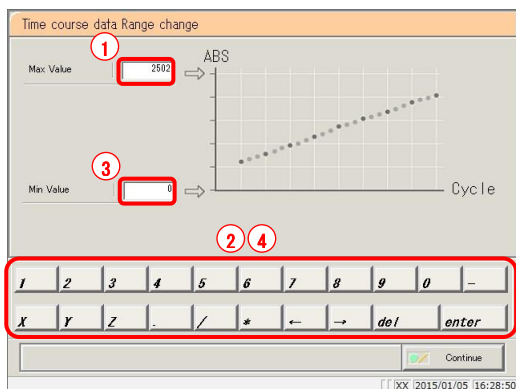 Time course data Range change
1
ABS
Max Value 2502
3
Min Value 0
Cycle
2 4
1 2 3 4 5 6 7 8 9 0 -
X Y Z . / * ← → del enter
Continue
XX 2015/01/05 16:28:50